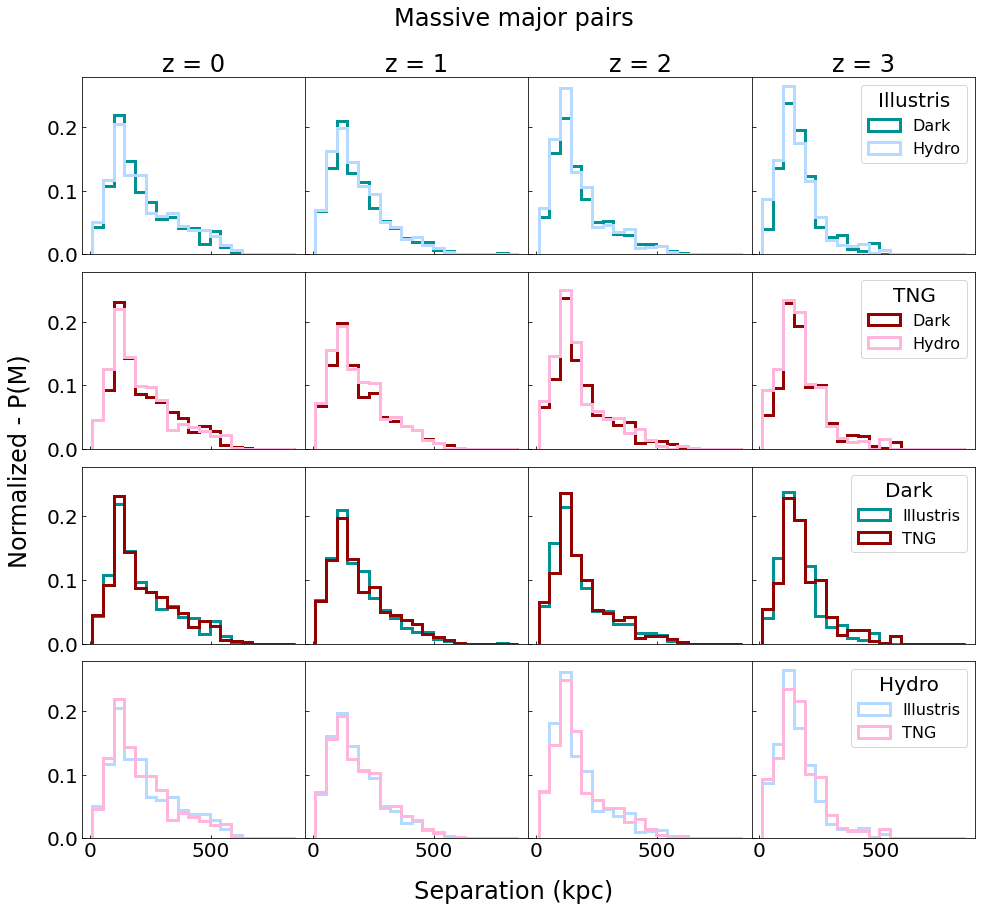 Massive major pairs
z = 0 z = 1 z = 2 z = 3
Illustris
Dark
Hydro
0.2
0.1
0.0
TNG
Dark
Hydro
0.2
0.1
0.0
Normalized - P(M)
Dark
Illustris
TNG
0.2
0.1
0.0
Hydro
Illustris
TNG
0.2
0.1
0.0
0 500 0 500 0 500 0 500
Separation (kpc)